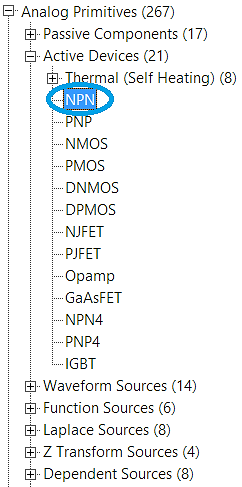 Analog Primitives (267)
Passive Components (17)
Active Devices (21)
Thermal (Self Heating) (8)
NPN
PNP
NMOS
PMOS
DNMOS
DPMOS
NJFET
PJFET
Opamp
GaAsFET
NPN4
PNP4
IGBT
Waveform Sources (14)
Function Sources (6)
Laplace Sources (8)
Z Transform Sources (4)
Dependent Sources (8)